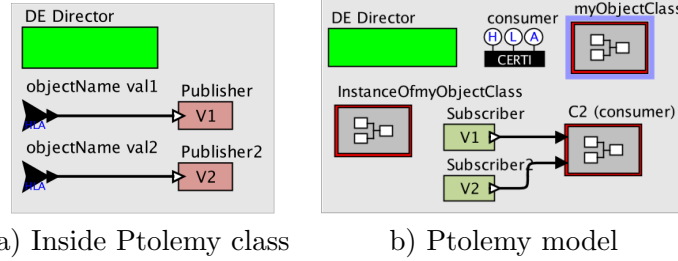 DE Director
objectName val1
HLA
Publisher
V1
objectName val2
HLA
Publisher2
V2
a) Inside Ptolemy class
DE Director
consumer
H L A
CERTI
myObjectClass
InstanceOfmyObjectClass
Subscriber
V1
Subscriber2
V2
C2 (consumer)
b) Ptolemy model